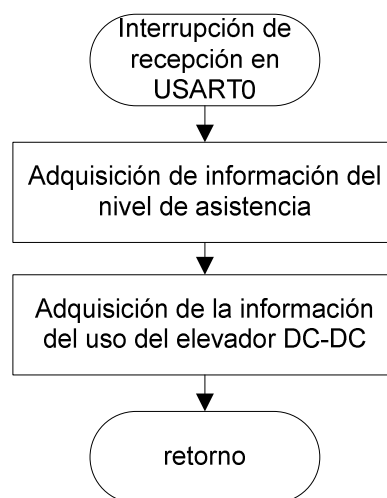 Interrupción de
recepción en
USART0
Adquisición de información del
nivel de asistencia
Adquisición de la información
del uso del elevador DC-DC
retorno